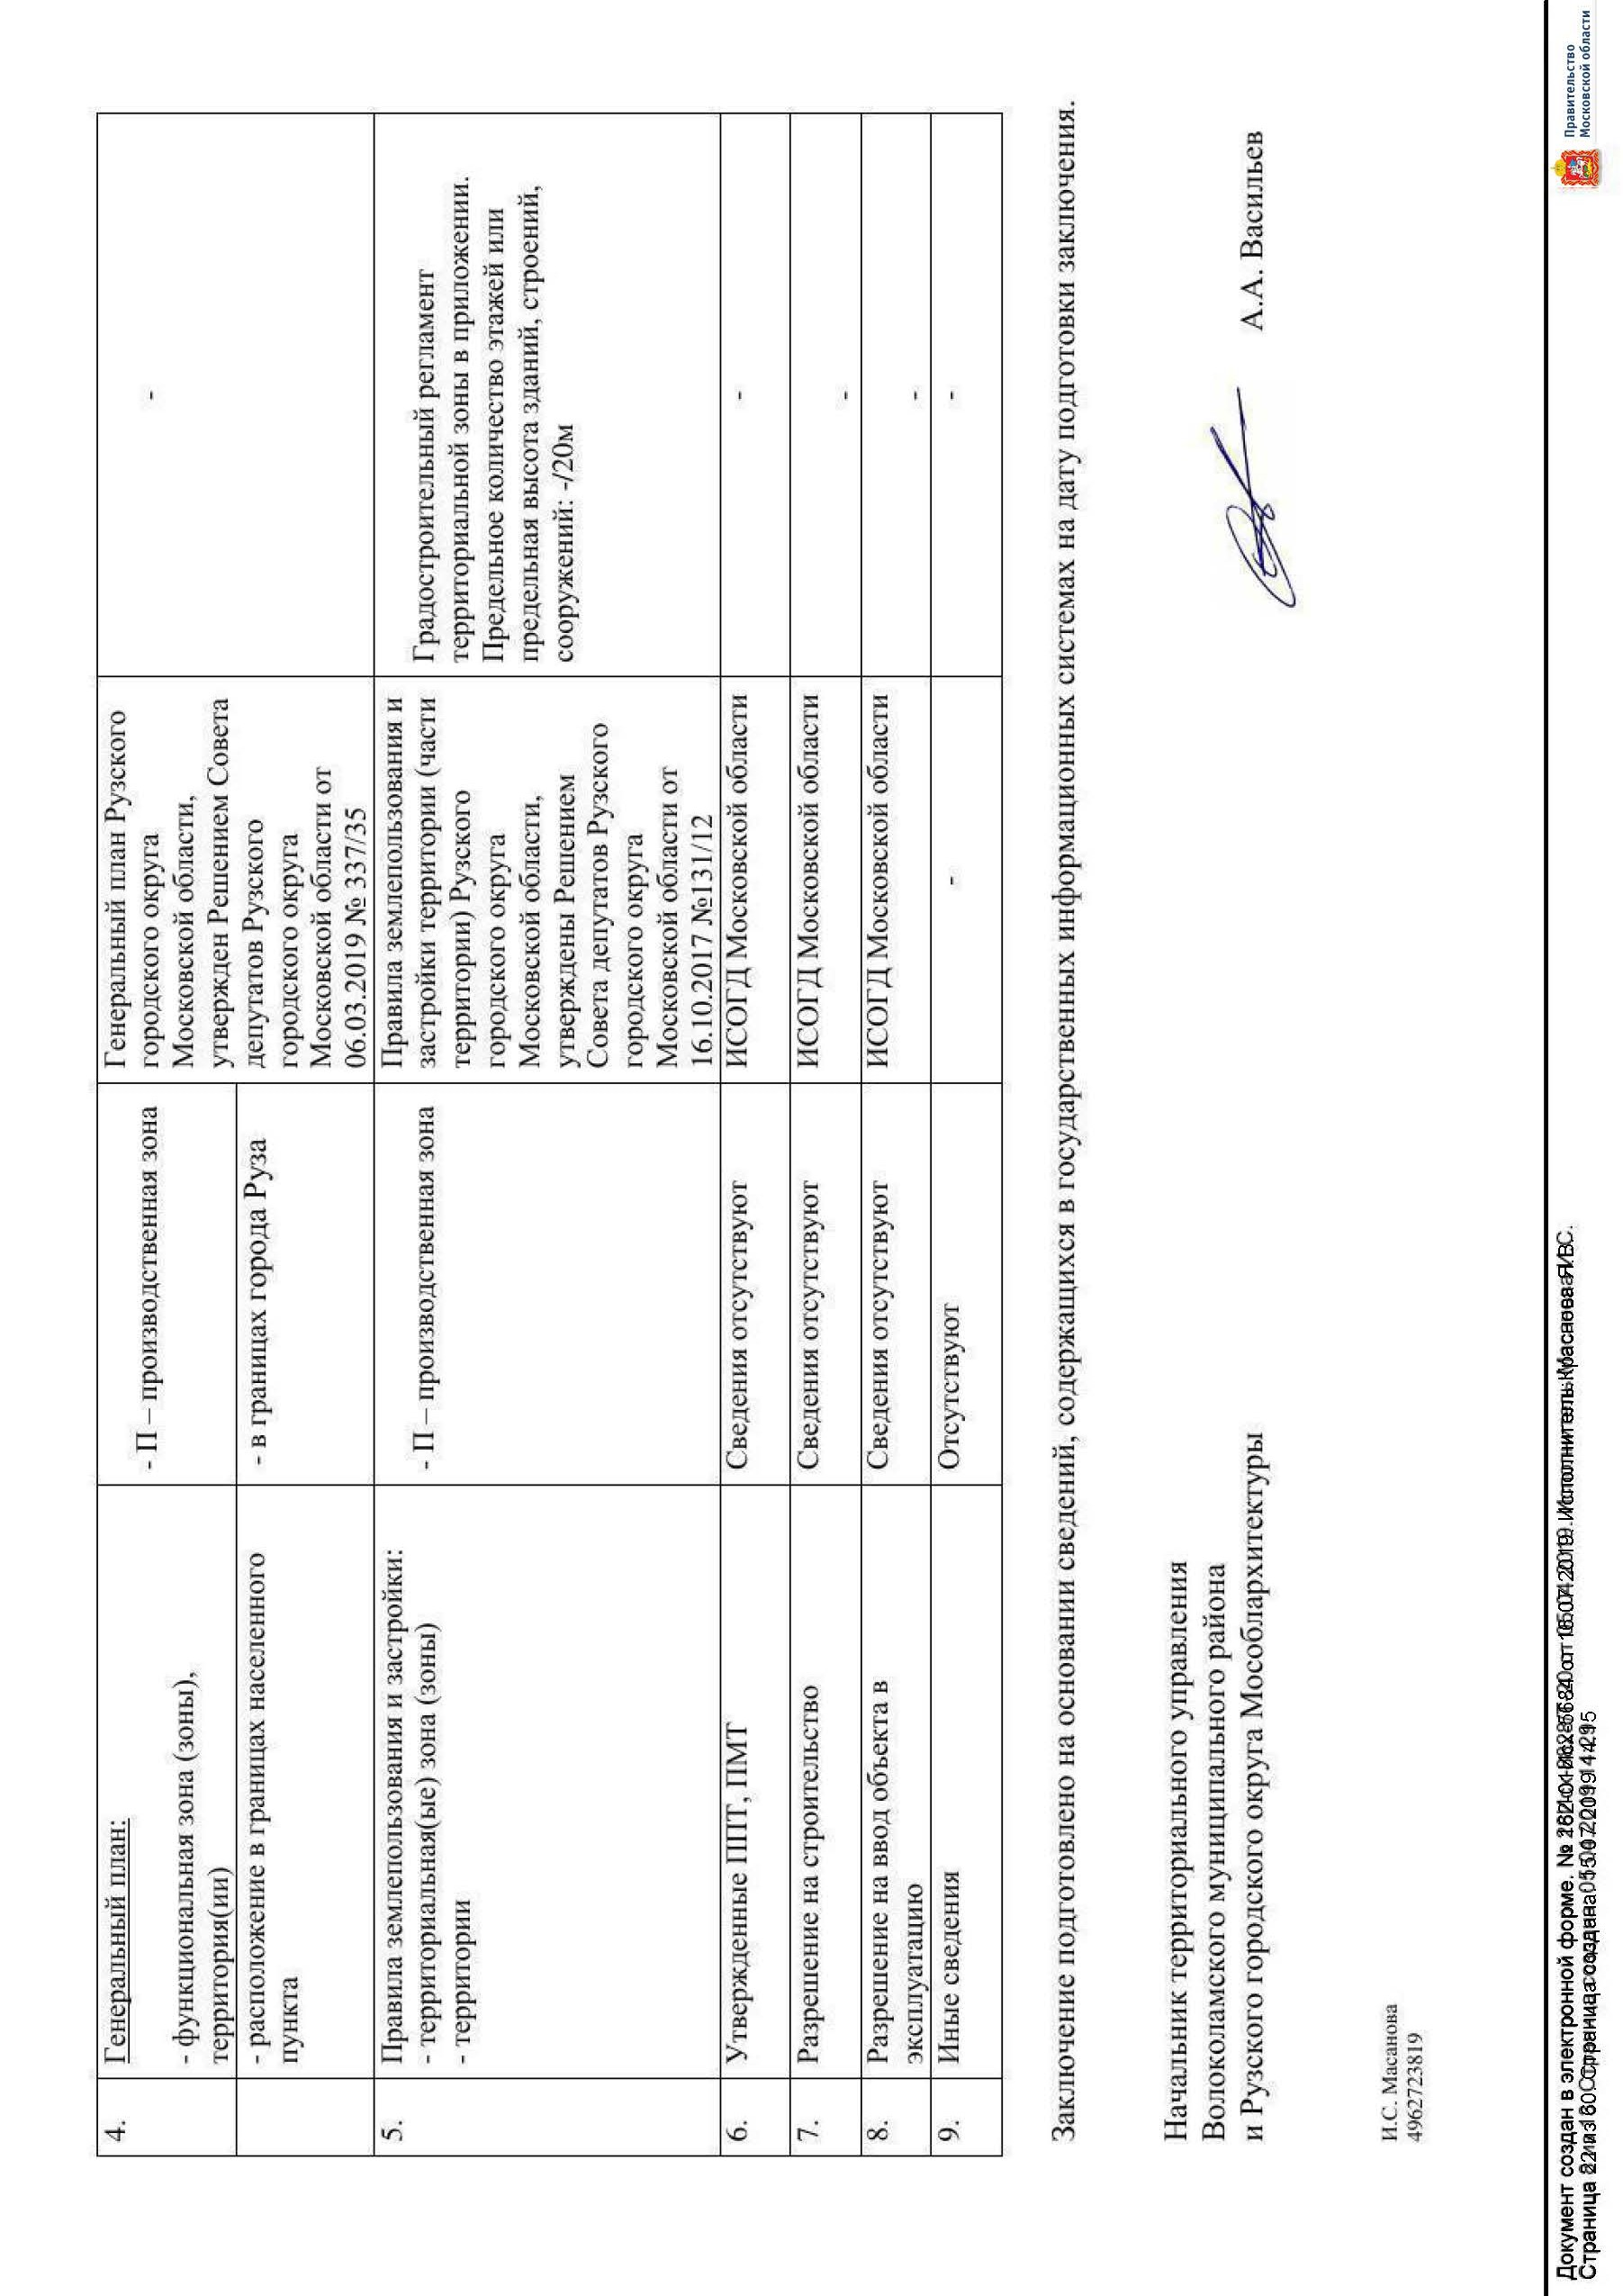 4.
Генеральный план:
- функциональная зона (зоны),
территория(ии)
- П – производственная зона
Генеральный план Рузского
городского округа
Московской области,
утвержден Решением Совета
депутатов Рузского
городского округа
Московской области от
06.03.2019 № 337/35
-
- расположение в границах населенного
пункта
- в границах города Руза
5.
Правила землепользования и застройки:
- территориальная(ые) зона (зоны)
- территории
- П – производственная зона
Правила землепользования и
застройки территории (части
территории) Рузского
городского округа
Московской области,
утверждены Решением
Совета депутатов Рузского
городского округа
Московской области от
16.10.2017 №131/12
Градостроительный регламент
территориальной зоны в приложении.
Предельное количество этажей или
предельная высота зданий, строений,
сооружений: -/20м
6.
Утвержденные ППТ, ПМТ
Сведения отсутствуют
ИСОГД Московской области
-
7.
Разрешение на строительство
Сведения отсутствуют
ИСОГД Московской области
-
8.
Разрешение на ввод объекта в
эксплуатацию
Сведения отсутствуют
ИСОГД Московской области
-
9.
Иные сведения
Отсутствуют
-
-
Заключение подготовлено на основании сведений, содержащихся в государственных информационных системах на дату подготовки заключения.
Начальник территориального управления
Волоколамского муниципального района
и Рузского городского округа Мособлархитектуры
А.А. Васильев
И.С. Масанова
4962723819
Документ создан в электронной форме. №
Страница
Правительство
Московской области